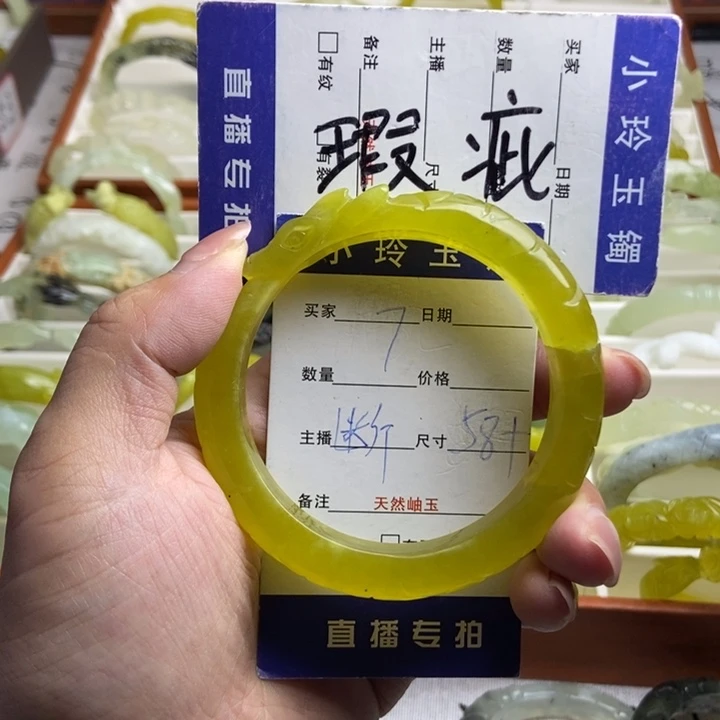 小玲玉镯
买家
日期
数量
主播
尺
备注
有纹
有裂
瑕疵
直播专拍
小玲玉
买家 7 日期
数量 价格
主播 尺寸 58+
备注 天然岫玉
直播专拍